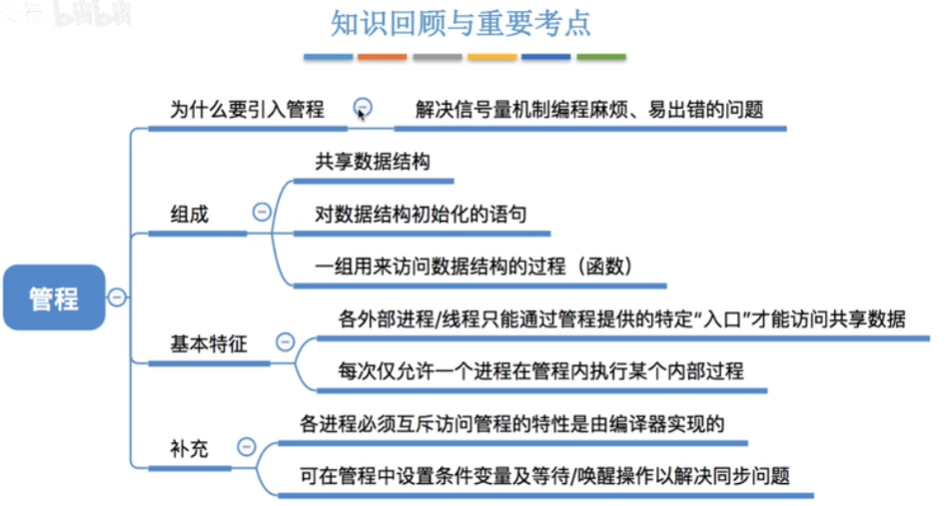 知识回顾与重要考点
为什么要引入管程
解决信号量机制编程麻烦、易出错的问题
共享数据结构
组成
对数据结构初始化的语句
一组用来访问数据结构的过程（函数）
管程
各外部进程/线程只能通过管程提供的特定“入口”才能访问共享数据
基本特征
每次仅允许一个进程在管程内执行某个内部过程
各进程必须互斥访问管程的特性是由编译器实现的
补充
可在管程中设置条件变量及等待/唤醒操作以解决同步问题